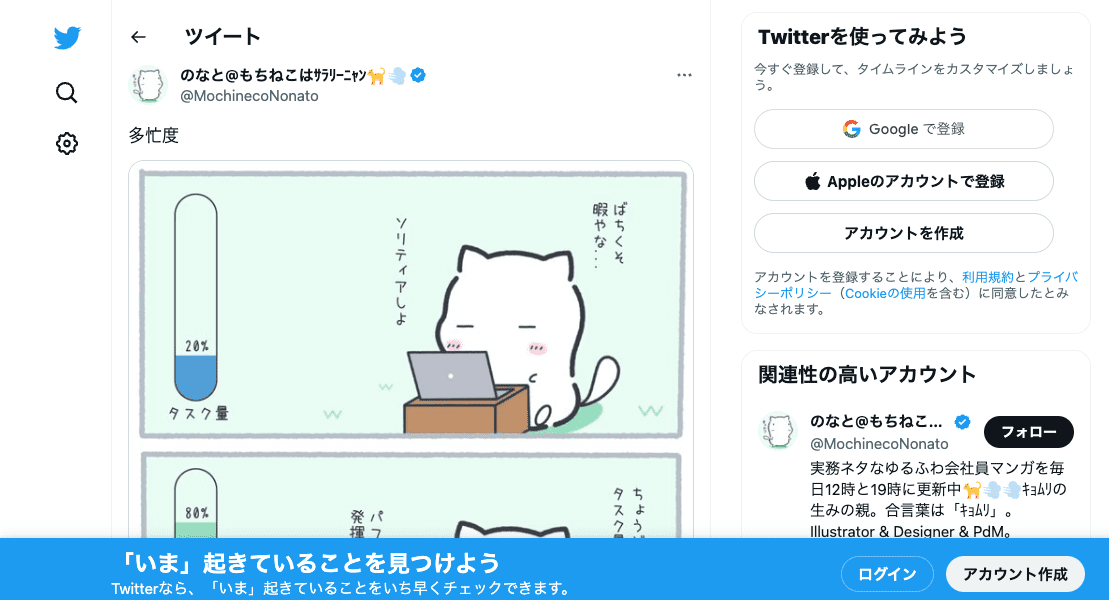 ツイート
のなと@もちねこはｻﾗﾘｰﾆｬﾝ🐈💨
@MochinecoNonato
多忙度
ばちくそ
暇やな…
ソリティアしよ
20%
タスク量
80%
ちょうど
タスク量
パフ
発揮
Twitterを使ってみよう
今すぐ登録して、タイムラインをカスタマイズしましょ
う。
Google で登録
Appleのアカウントで登録
アカウントを作成
アカウントを登録することにより、利用規約とプライバ
シーポリシー（Cookieの使用を含む）に同意したとみ
なされます。
関連性の高いアカウント
のなと@もちねこ...
@MochinecoNonato
フォロー
実務ネタなゆるふわ会社員マンガを毎
日12時と19時に更新中🐈💨💨ｷｮﾑﾘの
生みの親。合言葉は「ｷｮﾑﾘ」。
Illustrator & Designer & PdM。
「いま」起きていることを見つけよう
Twitterなら、「いま」起きていることをいち早くチェックできます。
ログイン
アカウント作成